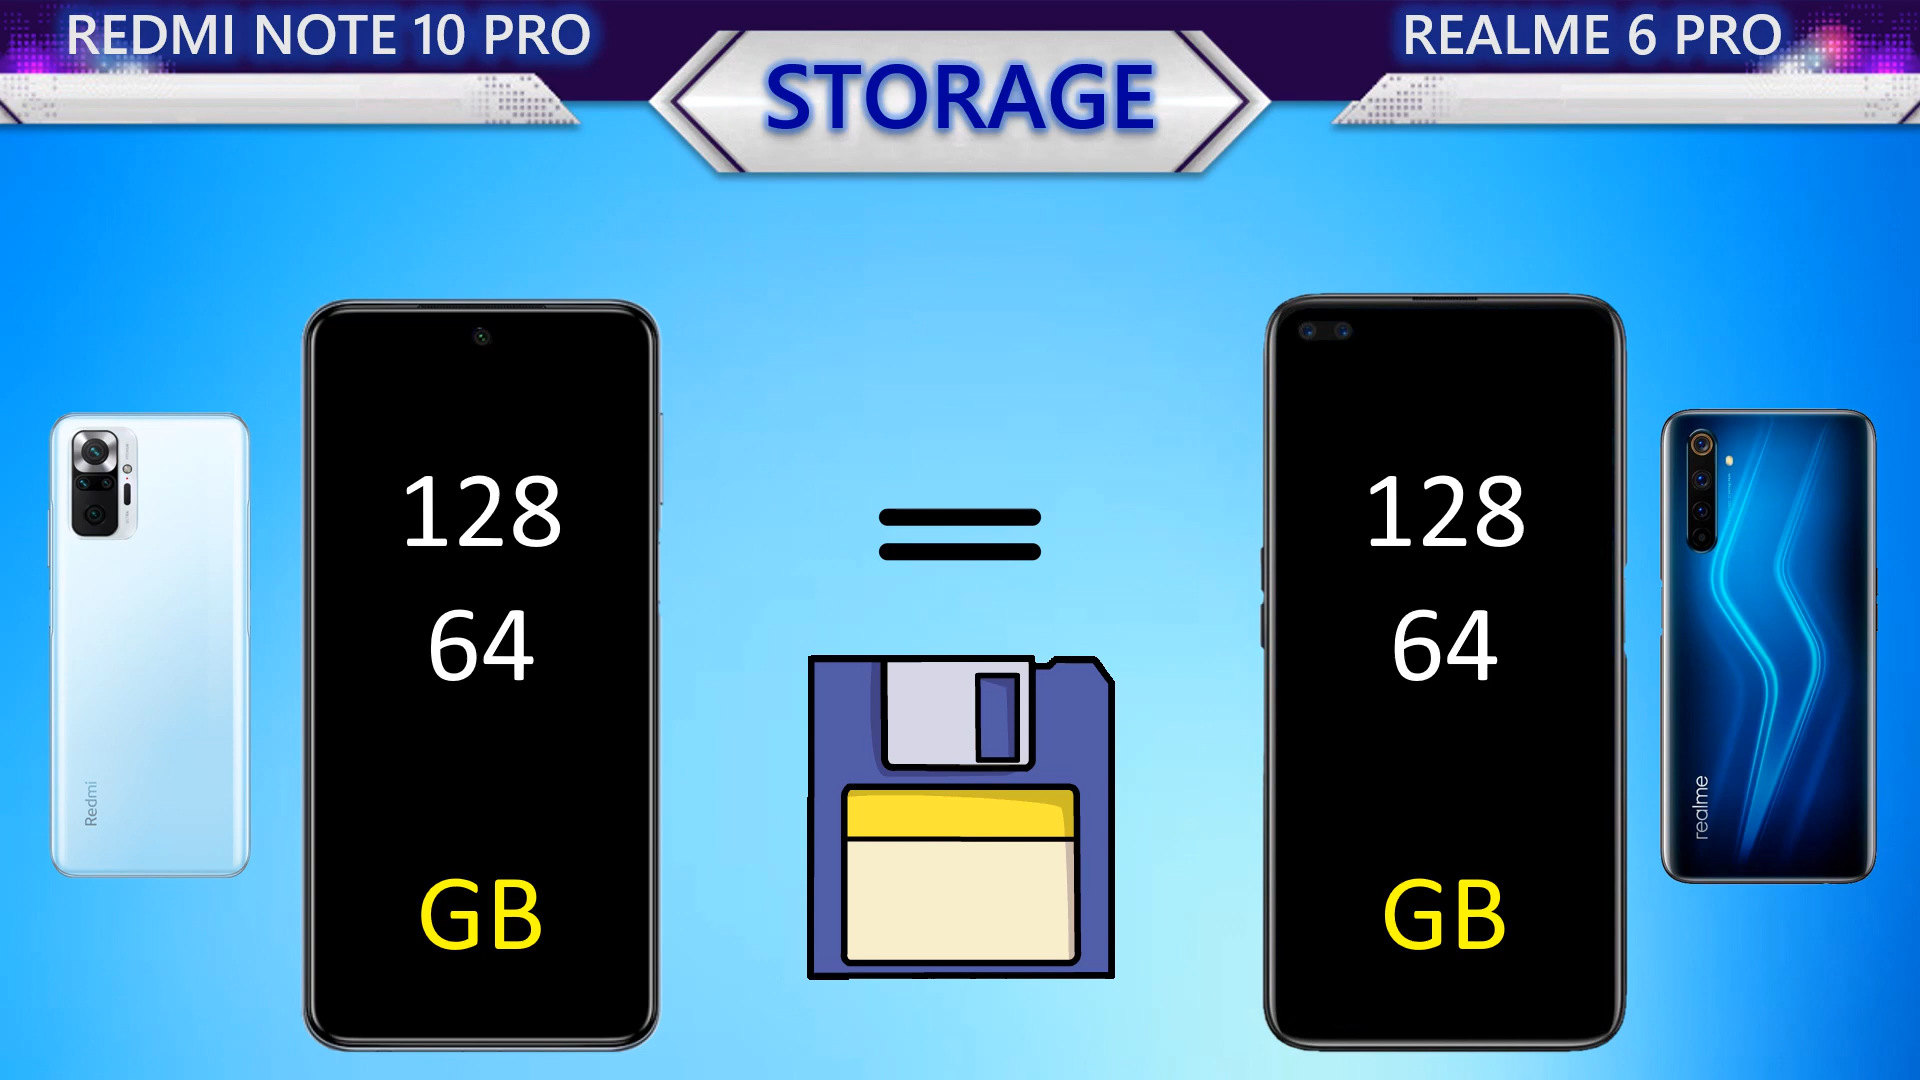 REDMI NOTE 10 PRO
STORAGE
REALME 6 PRO
128
64
GB
128
64
GB
Redmi
realme